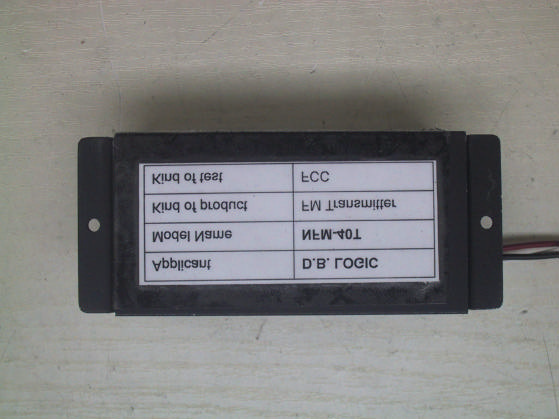 Applicant D.B. LOGIC
Model Name NFM-40T
Kind of product FM Transmitter
Kind of test FCC